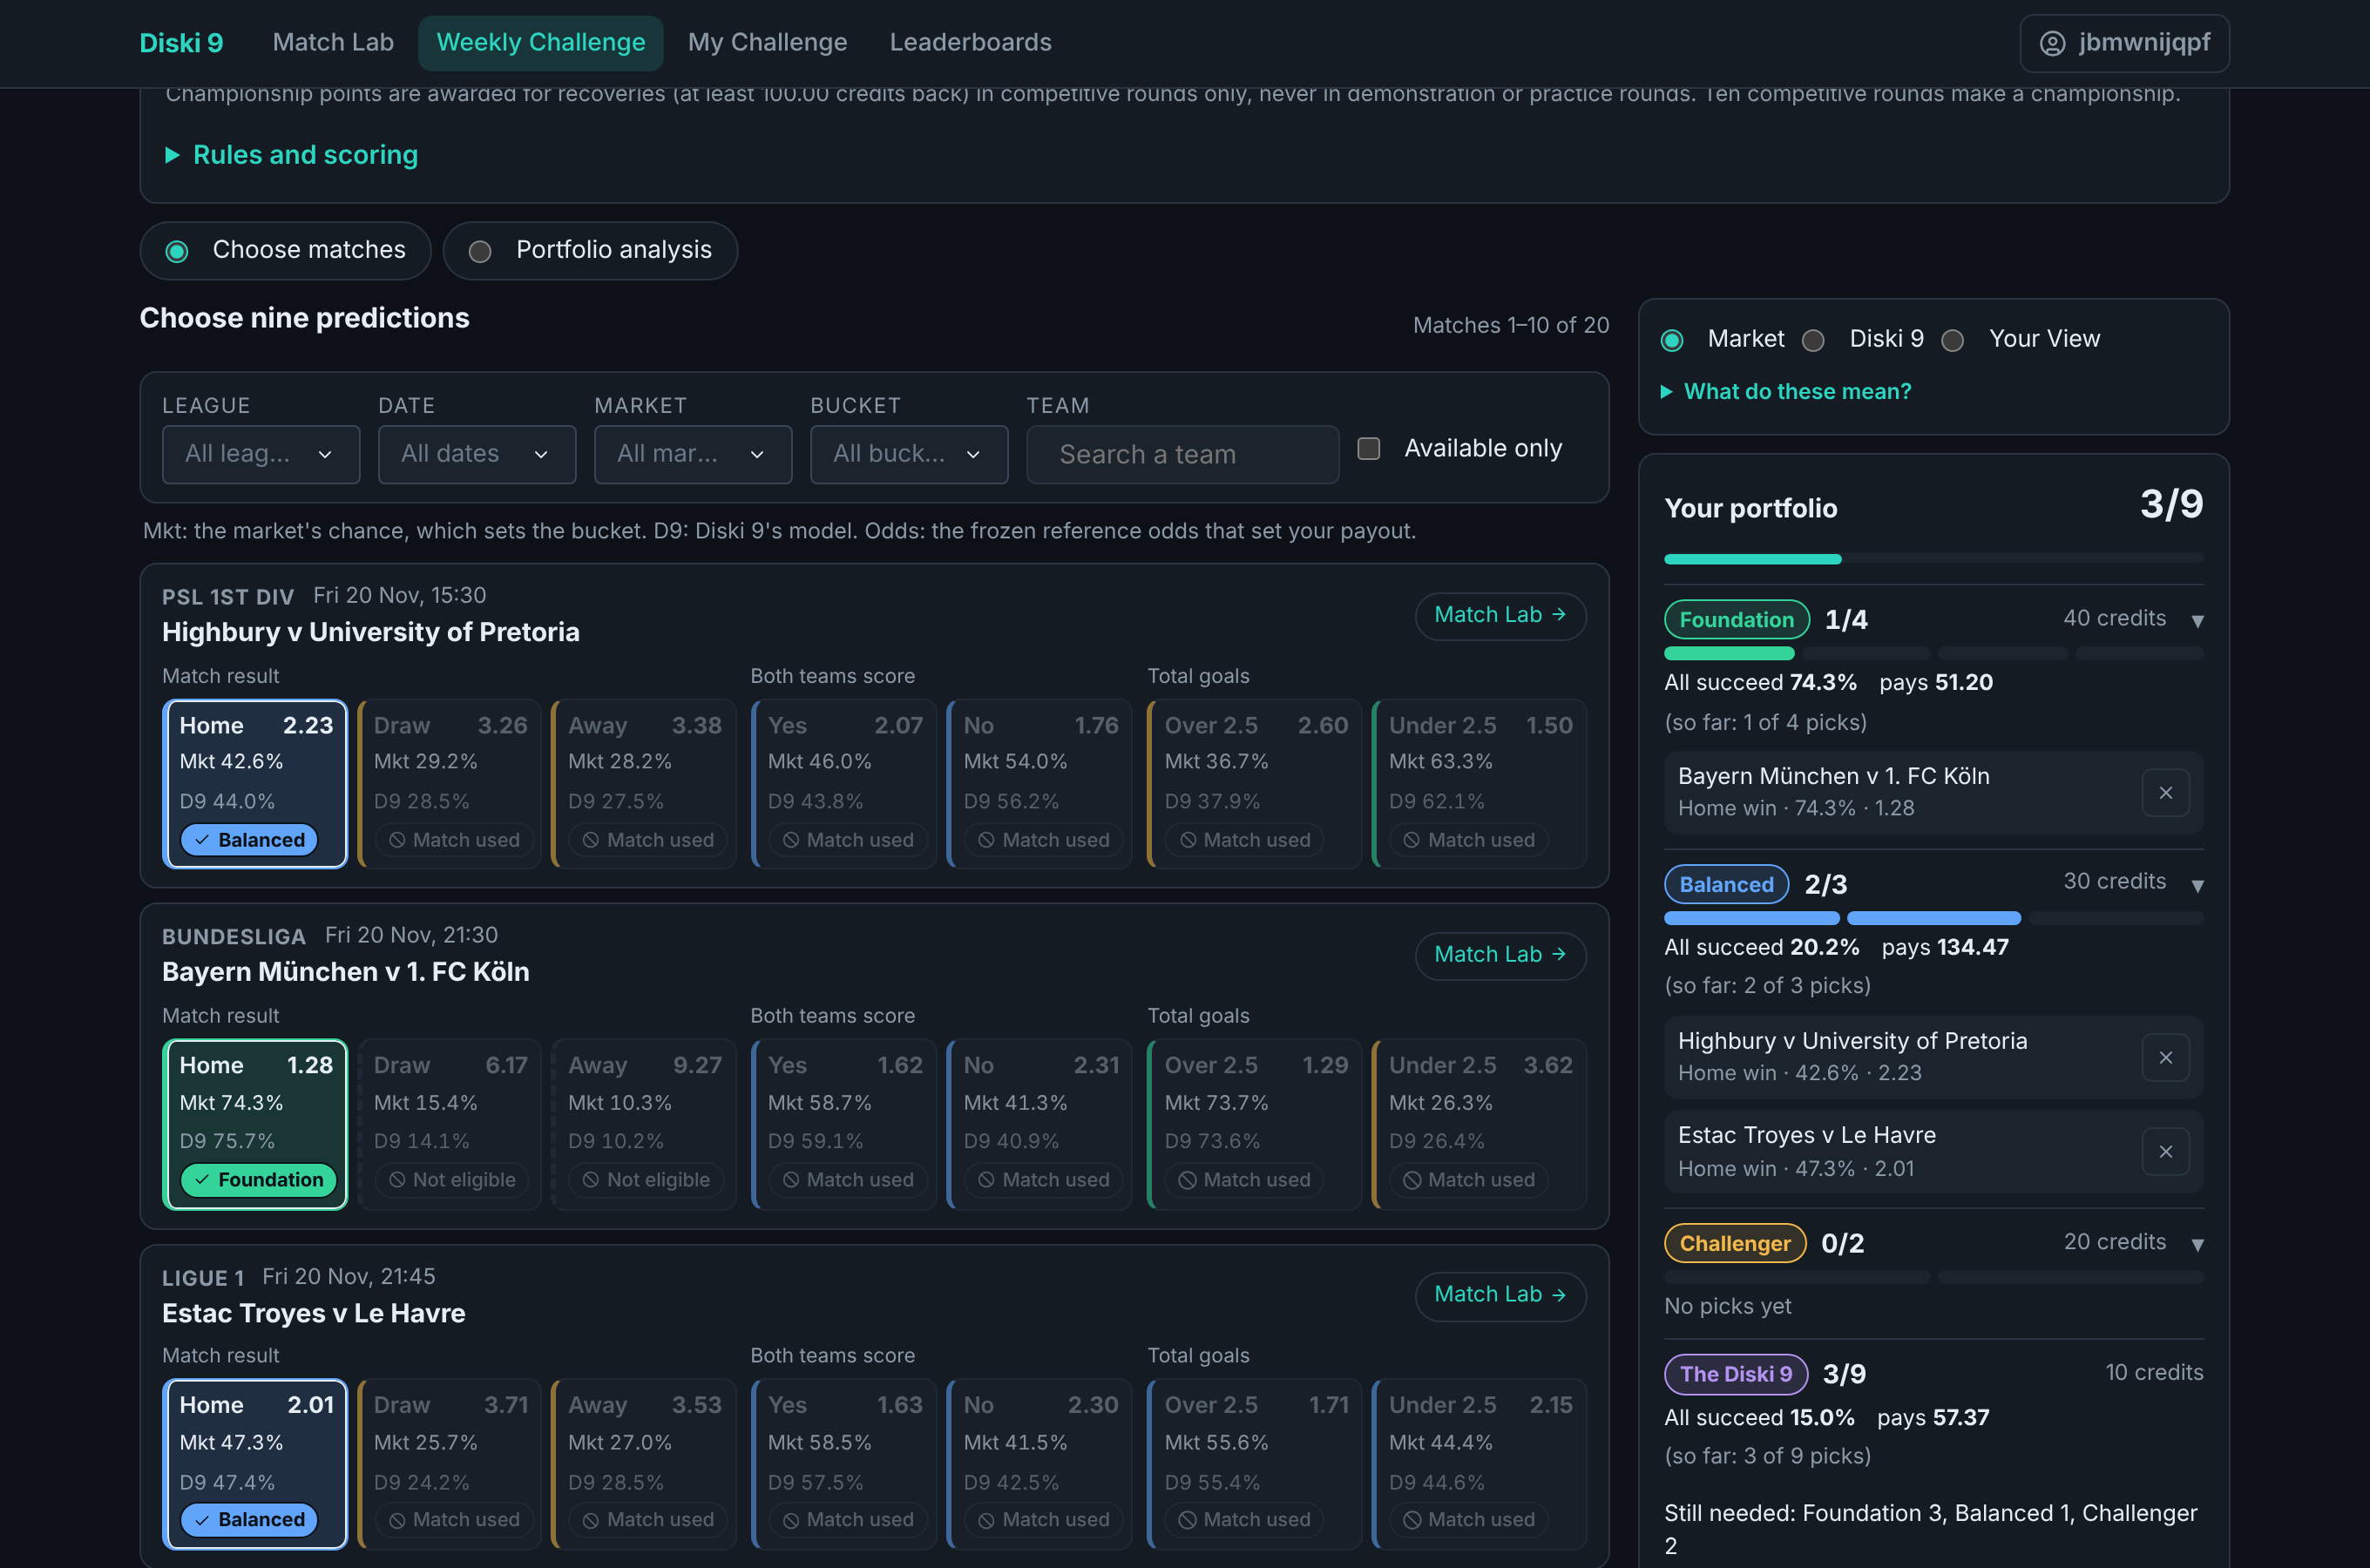 Diski 9 Match Lab Weekly Challenge My Challenge Leaderboards jbmwnijqpf
Championship points are awarded for recoveries (at least 100.00 credits back) in competitive rounds only, never in demonstration or practice rounds. Ten competitive rounds make a championship.
Rules and scoring
Choose matches Portfolio analysis
Choose nine predictions
Matches 1–10 of 20
LEAGUE DATE MARKET BUCKET TEAM
All leag... All dates All mar... All buck... Search a team Available only
Mkt: the market's chance, which sets the bucket. D9: Diski 9's model. Odds: the frozen reference odds that set your payout.
PSL 1ST DIV Fri 20 Nov, 15:30
Highbury v University of Pretoria
Match Lab →
Match result Both teams score Total goals
Home 2.23 Draw 3.26 Away 3.38 Yes 2.07 No 1.76 Over 2.5 2.60 Under 2.5 1.50
Mkt 42.6% Mkt 29.2% Mkt 28.2% Mkt 46.0% Mkt 54.0% Mkt 36.7% Mkt 63.3%
D9 44.0% D9 28.5% D9 27.5% D9 43.8% D9 56.2% D9 37.9% D9 62.1%
Balanced Match used Match used Match used Match used Match used Match used
BUNDESLIGA Fri 20 Nov, 21:30
Bayern München v 1. FC Köln
Match Lab →
Match result Both teams score Total goals
Home 1.28 Draw 6.17 Away 9.27 Yes 1.62 No 2.31 Over 2.5 1.29 Under 2.5 3.62
Mkt 74.3% Mkt 15.4% Mkt 10.3% Mkt 58.7% Mkt 41.3% Mkt 73.7% Mkt 26.3%
D9 75.7% D9 14.1% D9 10.2% D9 59.1% D9 40.9% D9 73.6% D9 26.4%
Foundation Not eligible Not eligible Match used Match used Match used Match used
LIGUE 1 Fri 20 Nov, 21:45
Estac Troyes v Le Havre
Match Lab →
Match result Both teams score Total goals
Home 2.01 Draw 3.71 Away 3.53 Yes 1.63 No 2.30 Over 2.5 1.71 Under 2.5 2.15
Mkt 47.3% Mkt 25.7% Mkt 27.0% Mkt 58.5% Mkt 41.5% Mkt 55.6% Mkt 44.4%
D9 47.4% D9 24.2% D9 28.5% D9 57.5% D9 42.5% D9 55.4% D9 44.6%
Balanced Match used Match used Match used Match used Match used Match used
Market Diski 9 Your View
What do these mean?
Your portfolio 3/9
Foundation 1/4 40 credits
All succeed 74.3% pays 51.20
(so far: 1 of 4 picks)
Bayern München v 1. FC Köln
Home win · 74.3% · 1.28
Balanced 2/3 30 credits
All succeed 20.2% pays 134.47
(so far: 2 of 3 picks)
Highbury v University of Pretoria
Home win · 42.6% · 2.23
Estac Troyes v Le Havre
Home win · 47.3% · 2.01
Challenger 0/2 20 credits
No picks yet
The Diski 9 3/9 10 credits
All succeed 15.0% pays 57.37
(so far: 3 of 9 picks)
Still needed: Foundation 3, Balanced 1, Challenger
2